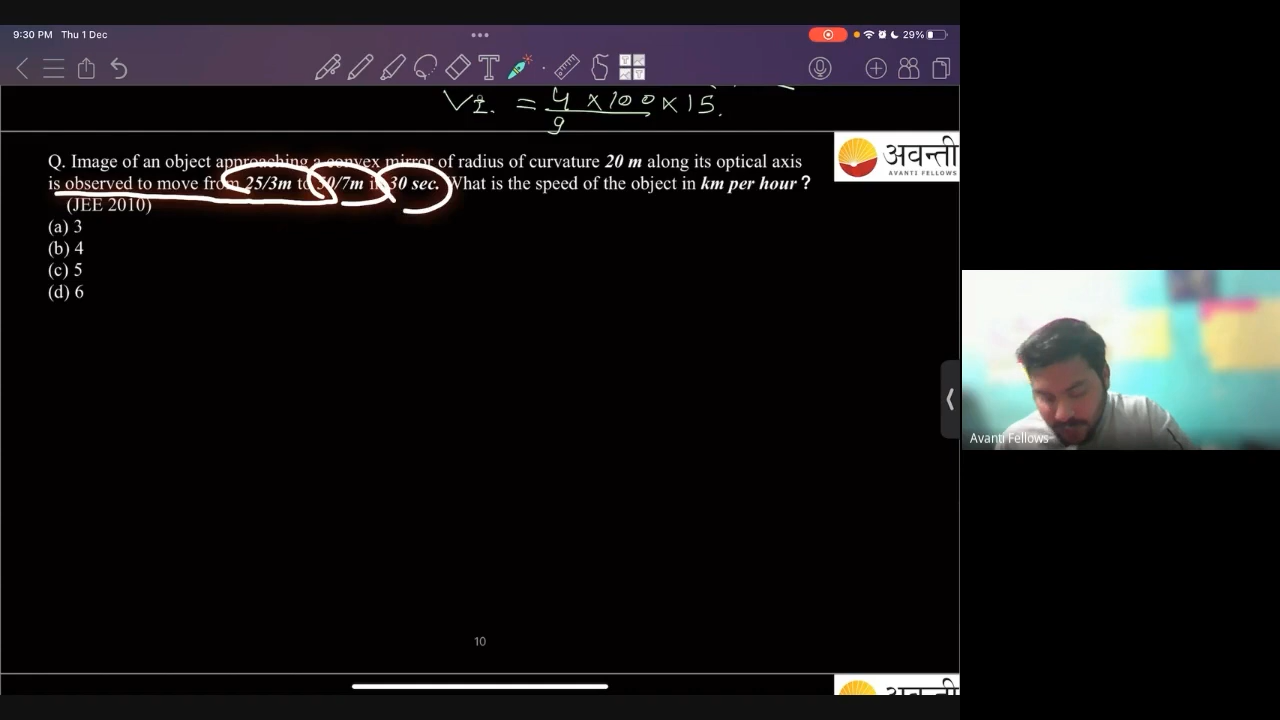 9:30 PM Thu 1 Dec
29%
= 4 × 100 × 15
9
Q. Image of an object approaching a convex mirror of radius of curvature 20 m along its optical axis
is observed to move from 25/3m to 50/7m in 30 sec. What is the speed of the object in km per hour ?
(JEE 2010)
(a) 3
(b) 4
(c) 5
(d) 6
अवन्ती
AVANTI FELLOWS
Avanti Fellows
10